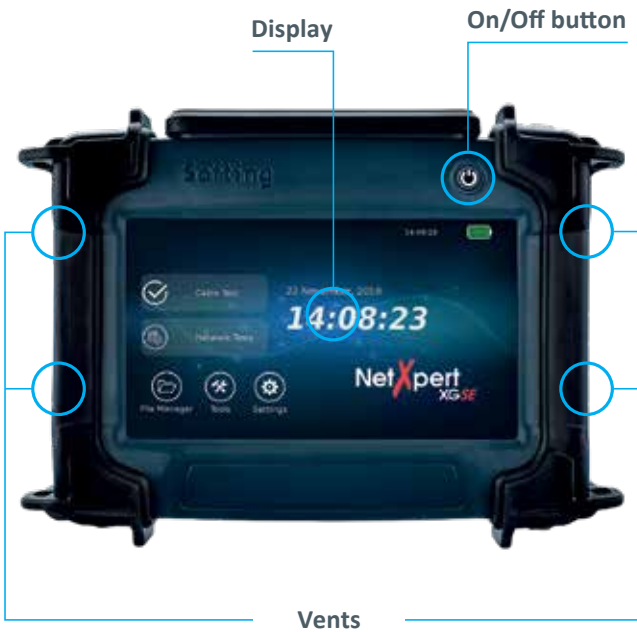 Display
On/Off button
Softing
14:08:23
Cable Test
22 November, 2018
14:08:23
Network Tests
NetXpert
XG SE
File Manager
Tools
Settings
Vents